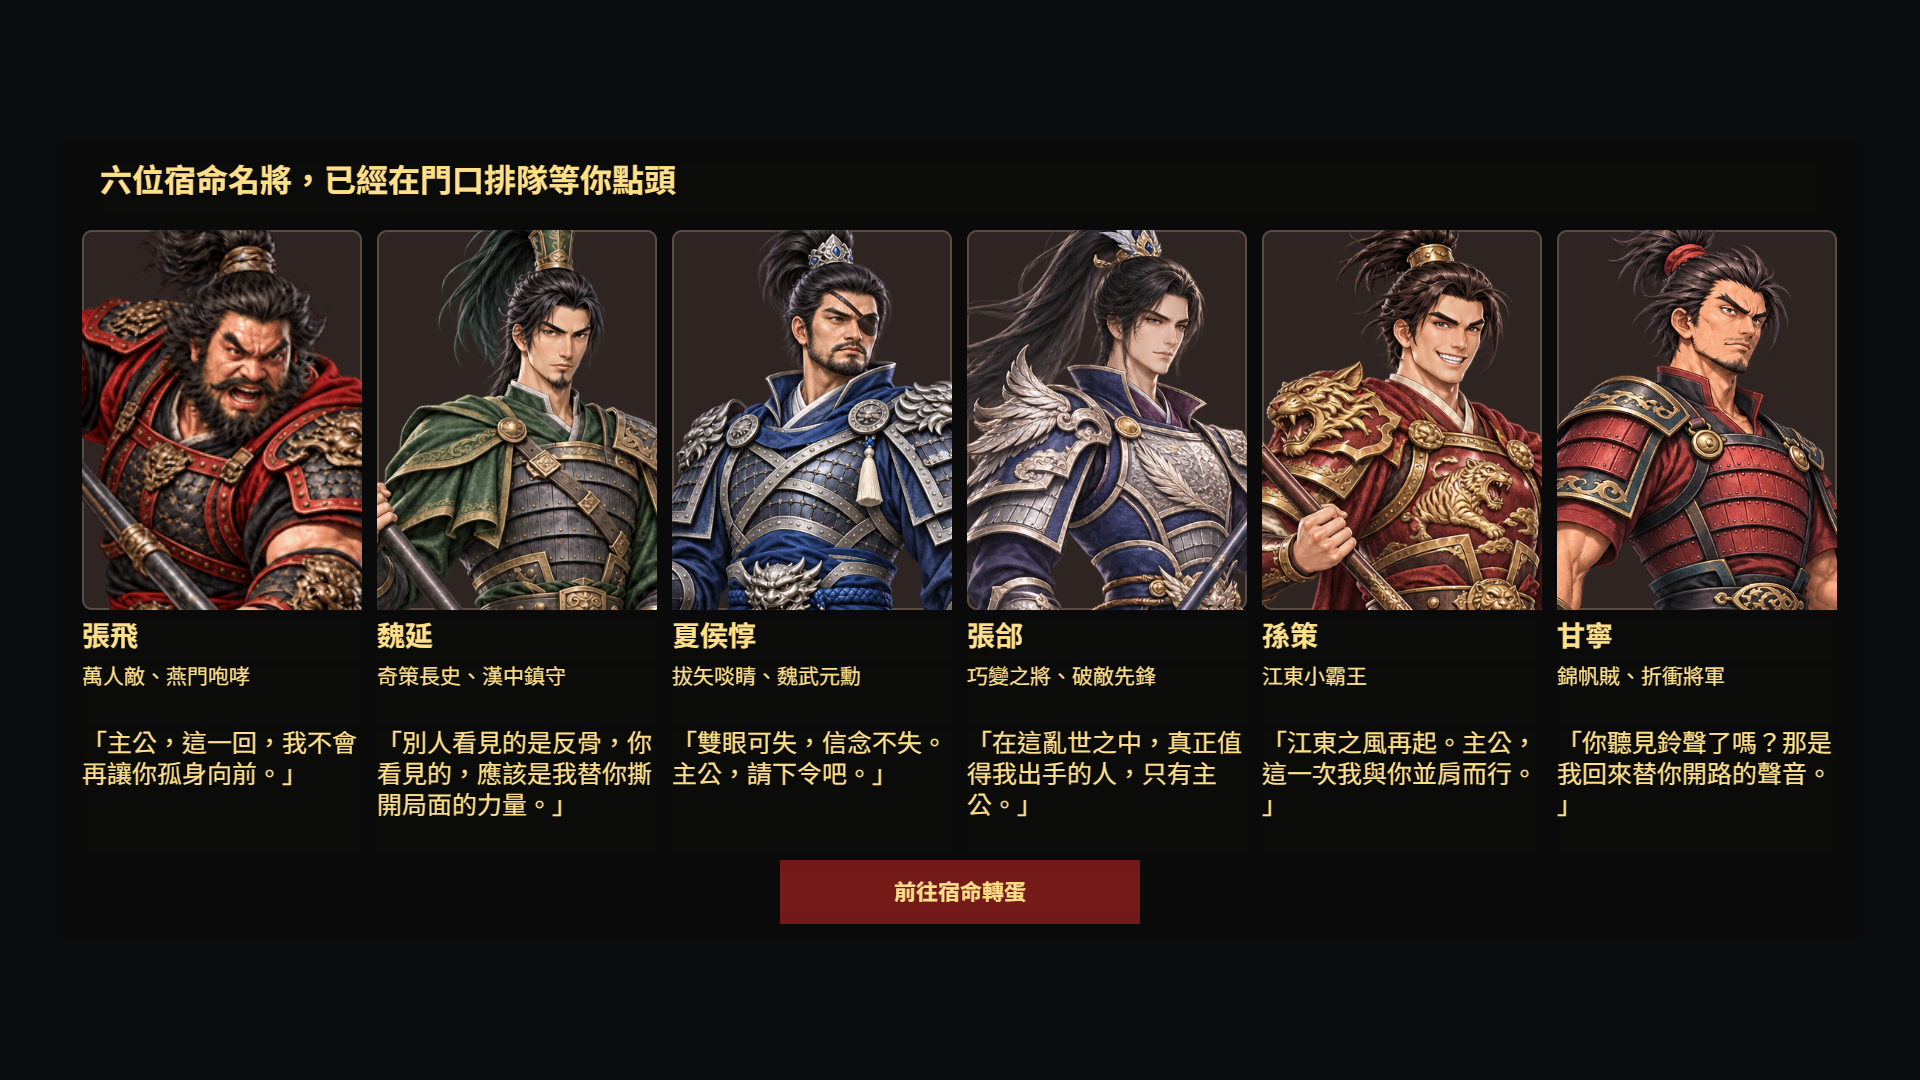 六位宿命名將，已經在門口排隊等你點頭
張飛
萬人敵、燕門咆哮
「主公，這一回，我不會
再讓你孤身向前。」
魏延
奇策長史、漢中鎮守
「別人看見的是反骨，你
看見的，應該是我替你撕
開局面的力量。」
夏侯惇
拔矢啖睛、魏武元勳
「雙眼可失，信念不失。
主公，請下令吧。」
張郃
巧變之將、破敵先鋒
「在這亂世之中，真正值
得我出手的人，只有主
公。」
孫策
江東小霸王
「江東之風再起。主公，
這一次我與你並肩而行。
」
甘寧
錦帆賊、折衝將軍
「你聽見鈴聲了嗎？那是
我回來替你開路的聲音。
」
前往宿命轉蛋